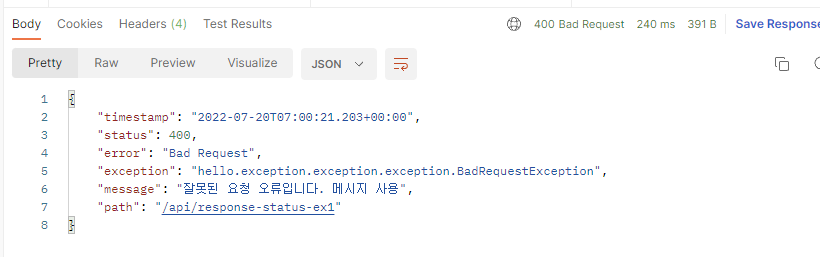 Body Cookies Headers (4) Test Results 400 Bad Request 240 ms 391 B Save Response
Pretty Raw Preview Visualize JSON
1 {
2 "timestamp": "2022-07-20T07:00:21.203+00:00",
3 "status": 400,
4 "error": "Bad Request",
5 "exception": "hello.exception.exception.exception.BadRequestException",
6 "message": "잘못된 요청 오류입니다. 메시지 사용",
7 "path": "/api/response-status-ex1"
8 }